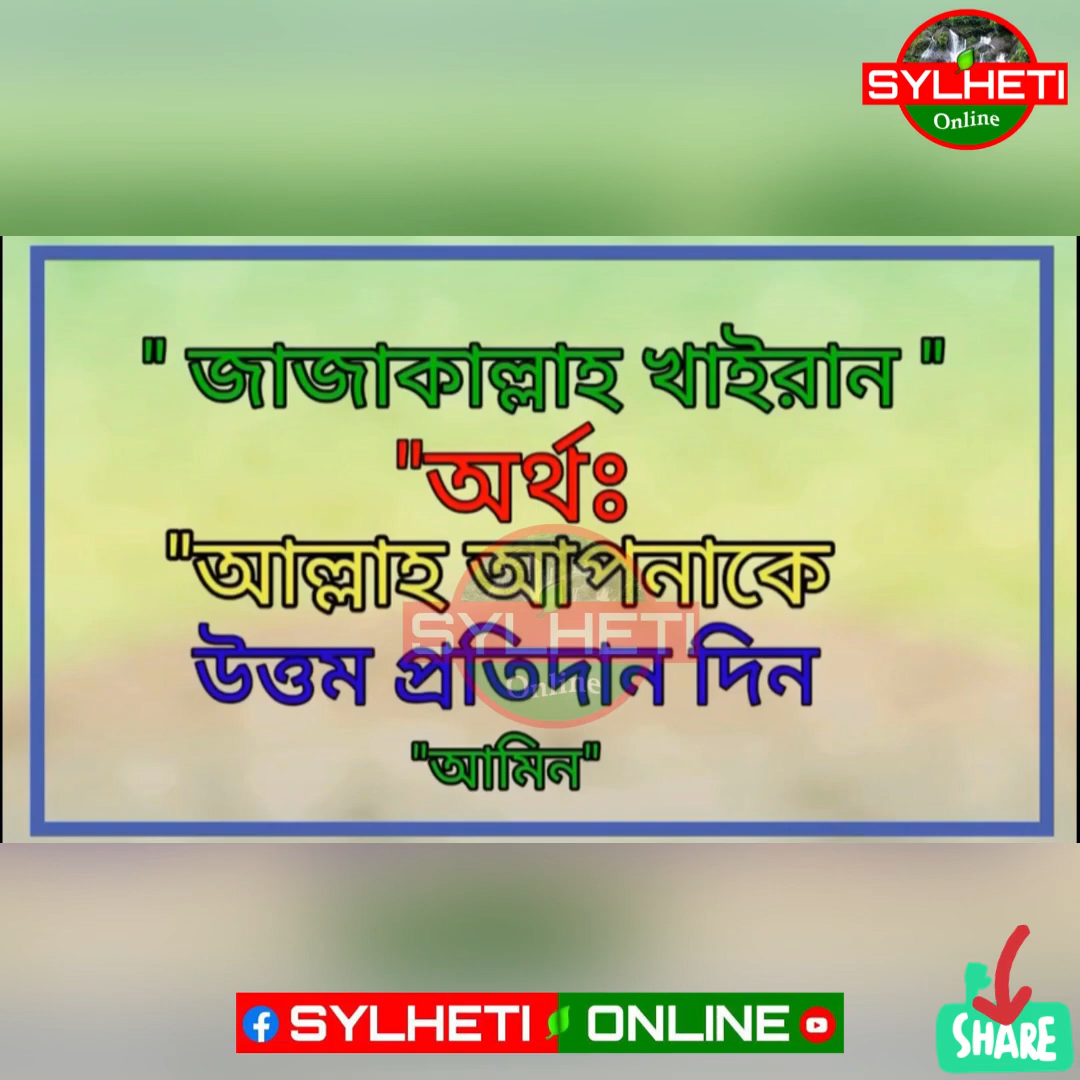 SYLHETI
Online
" জাজাকাল্লাহ খাইরান "
"অর্থঃ
"আল্লাহ আপনাকে
SYLHETI
উত্তম প্রতিদান দিন
Online
"আমিন"
SYLHETI ONLINE
SHARE